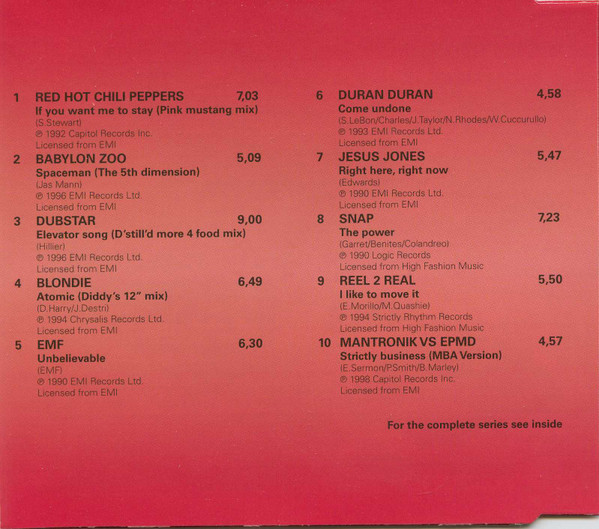 1 RED HOT CHILI PEPPERS 7,03
If you want me to stay (Pink mustang mix)
(S.Stewart)
℗ 1992 Capitol Records Inc.
Licensed from EMI
2 BABYLON ZOO 5,09
Spaceman (The 5th dimension)
(Jas Mann)
℗ 1996 EMI Records Ltd.
Licensed from EMI
3 DUBSTAR 9,00
Elevator song (D'still'd more 4 food mix)
(Hillier)
℗ 1996 EMI Records Ltd.
Licensed from EMI
4 BLONDIE 6,49
Atomic (Diddy's 12" mix)
(D.Harry/J.Destri)
℗ 1994 Chrysalis Records Ltd.
Licensed from EMI
5 EMF 6,30
Unbelievable
(EMF)
℗ 1990 EMI Records Ltd.
Licensed from EMI
6 DURAN DURAN 4,58
Come undone
(S.LeBon/Charles/J.Taylor/N.Rhodes/W.Cuccurullo)
℗ 1993 EMI Records Ltd.
Licensed from EMI
7 JESUS JONES 5,47
Right here, right now
(Edwards)
℗ 1990 EMI Records Ltd.
Licensed from EMI
8 SNAP 7,23
The power
(Garret/Benites/Colandreo)
℗ 1990 Logic Records
Licensed from High Fashion Music
9 REEL 2 REAL 5,50
I like to move it
(E.Morillo/M.Quashie)
℗ 1994 Strictly Rhythm Records
Licensed from High Fashion Music
10 MANTRONIK VS EPMD 4,57
Strictly business (MBA Version)
(E.Sermon/P.Smith/B.Marley)
℗ 1998 Capitol Records Inc.
Licensed from EMI
For the complete series see inside